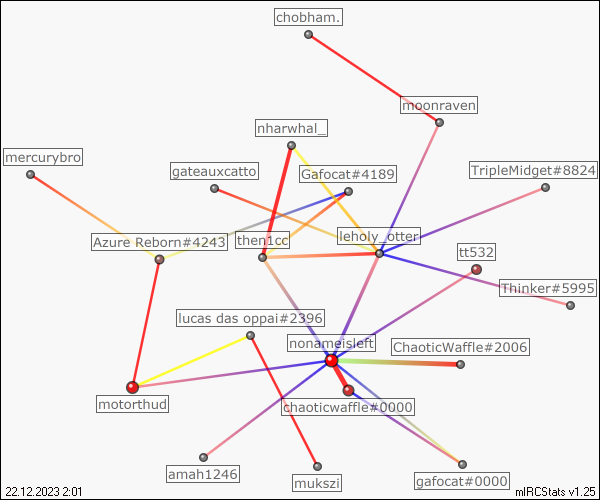 chobham.
moonraven
nharwhal_
mercurybro
gateauxcatto
Gafocat#4189
TripleMidget#8824
Azure Reborn#4243
then1cc
leholy_otter
tt532
Thinker#5995
lucas das oppai#2396
nonameisleft
ChaoticWaffle#2006
motorthud
chaoticwaffle#0000
amah1246
mukszi
gafocat#0000
22.12.2023 2:01
mIRCStats v1.25